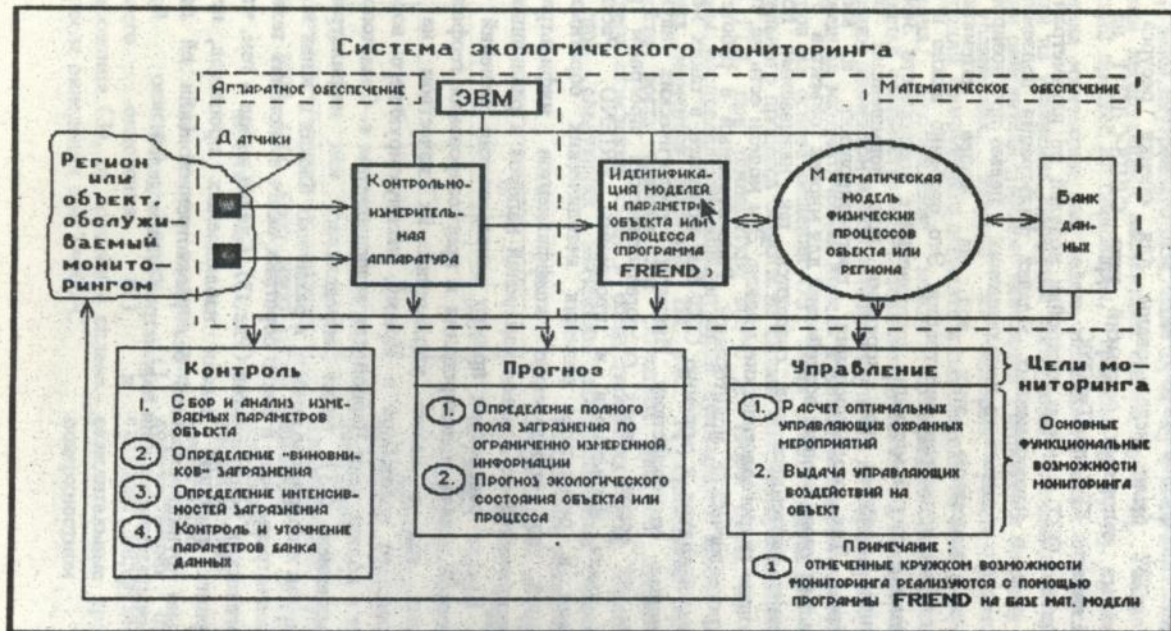 Система экологического мониторинга
Аппаратное обеспечение
ЭВМ
Математическое обеспечение
Датчики
Регион
или
объект,
обслужи-
ваемый
монито-
рингом
Контрольно-
измеритель-
ная
аппаратура
Идентифика-
ция моделей
и параметров
объекта или
процесса
(программа
FRIEND)
Математическая
модель
физических
процессов
объекта или
региона
Банк
дан-
ных
Контроль
1. Сбор и анализ изме-
ряемых параметров
объекта
2. Определение "виновни-
ков" загрязнения
3. Определение интенсив-
ностей загрязнения
4. Контроль и уточнение
параметров банка
данных
Прогноз
1. Определение полного
поля загрязнения по
ограниченно измеренной
информации
2. Прогноз экологического
состояния объекта или
процесса
Управление
1. Расчет оптимальных
управляющих охранных
мероприятий
2. Выдача управляющих
воздействий на
объект
Цели мо-
ниторинга
Основные
функциональные
возможности
мониторинга
Примечание :
1 отмеченные кружком возможности
мониторинга реализуются с помощью
программы FRIEND на базе мат. модели